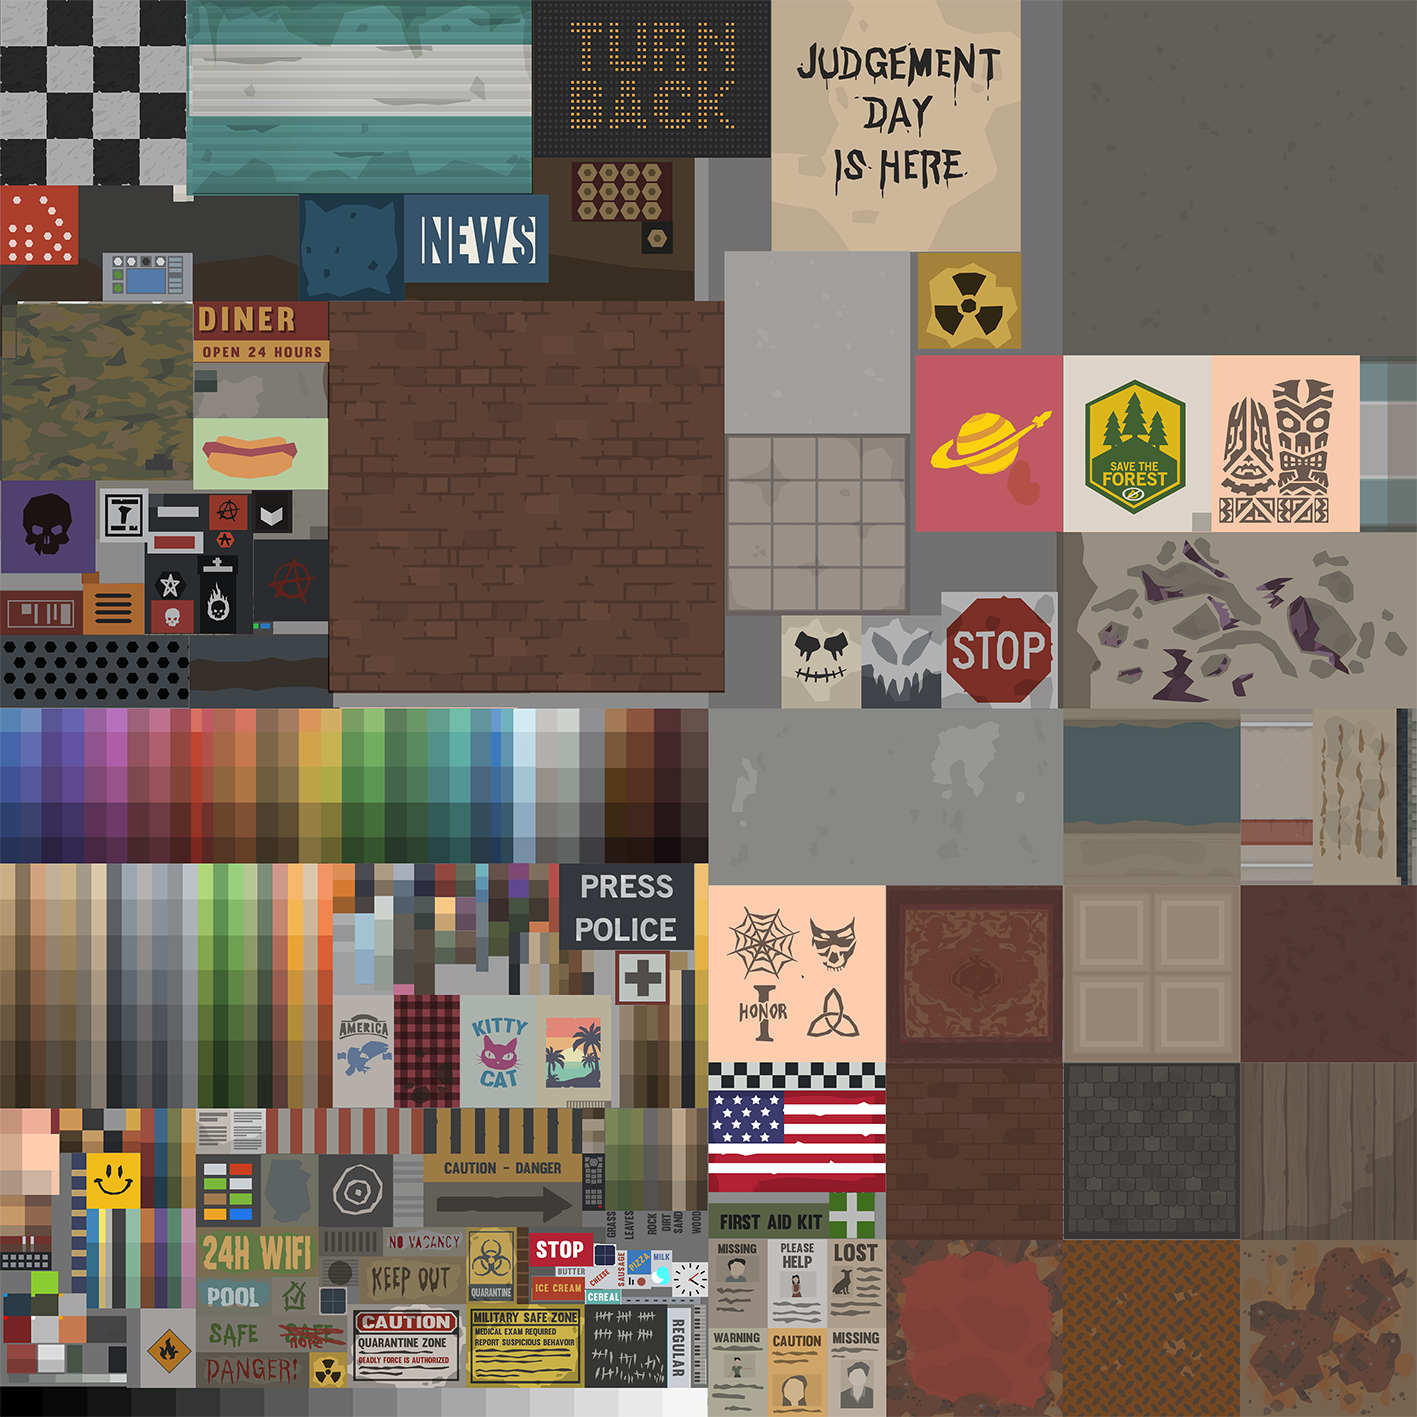 TURN
BACK
JUDGEMENT
DAY
IS HERE
NEWS
DINER
OPEN 24 HOURS
SAVE THE
FOREST
STOP
PRESS
POLICE
AMERICA
KITTY
CAT
HONOR
CAUTION - DANGER
FIRST AID KIT
GRASS
LEAVES
ROCK
DIRT
SAND
WOOD
24H WIFI
NO VACANCY
KEEP OUT
QUARANTINE
STOP
BUTTER
ICE CREAM
CHEESE
SAUSAGE
PIZZA
MILK
CEREAL
POOL
SAFE
SAFE
NOPE
DANGER!
CAUTION
QUARANTINE ZONE
DEADLY FORCE IS AUTHORIZED
MILITARY SAFE ZONE
MEDICAL EXAM REQUIRED
REPORT SUSPICIOUS BEHAVIOR
REGULAR
MISSING
PLEASE
HELP
LOST
WARNING
CAUTION
MISSING